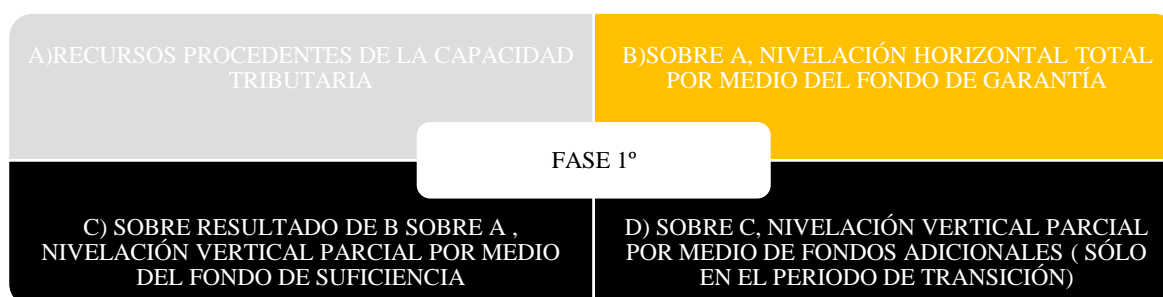 A)RECURSOS PROCEDENTES DE LA CAPACIDAD
TRIBUTARIA
B)SOBRE A, NIVELACIÓN HORIZONTAL TOTAL
POR MEDIO DEL FONDO DE GARANTÍA
FASE 1º
C) SOBRE RESULTADO DE B SOBRE A ,
NIVELACIÓN VERTICAL PARCIAL POR MEDIO
DEL FONDO DE SUFICIENCIA
D) SOBRE C, NIVELACIÓN VERTICAL PARCIAL
POR MEDIO DE FONDOS ADICIONALES ( SÓLO
EN EL PERIODO DE TRANSICIÓN)